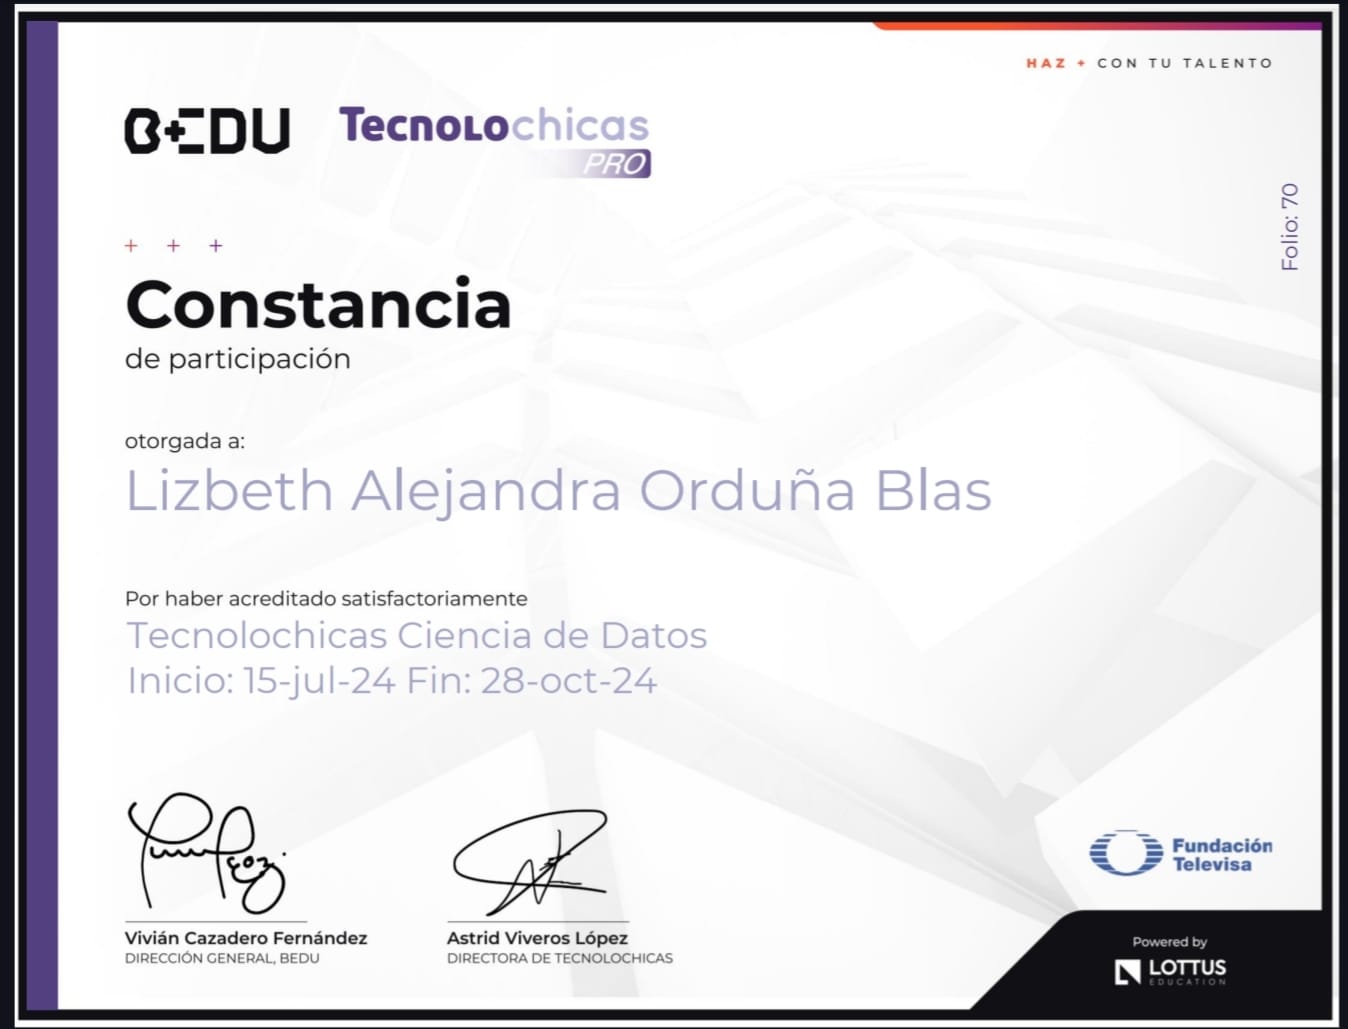 HAZ + CON TU TALENTO
BEDU
Tecnolochicas
PRO
Folio: 70
+ + +
Constancia
de participación
otorgada a:
Lizbeth Alejandra Orduña Blas
Por haber acreditado satisfactoriamente
Tecnolochicas Ciencia de Datos
Inicio: 15-jul-24 Fin: 28-oct-24
Vivián Cazadero Fernández
DIRECCIÓN GENERAL, BEDU
Astrid Viveros López
DIRECTORA DE TECNOLOCHICAS
Fundación
Televisa
Powered by
LOTTUS
EDUCATION